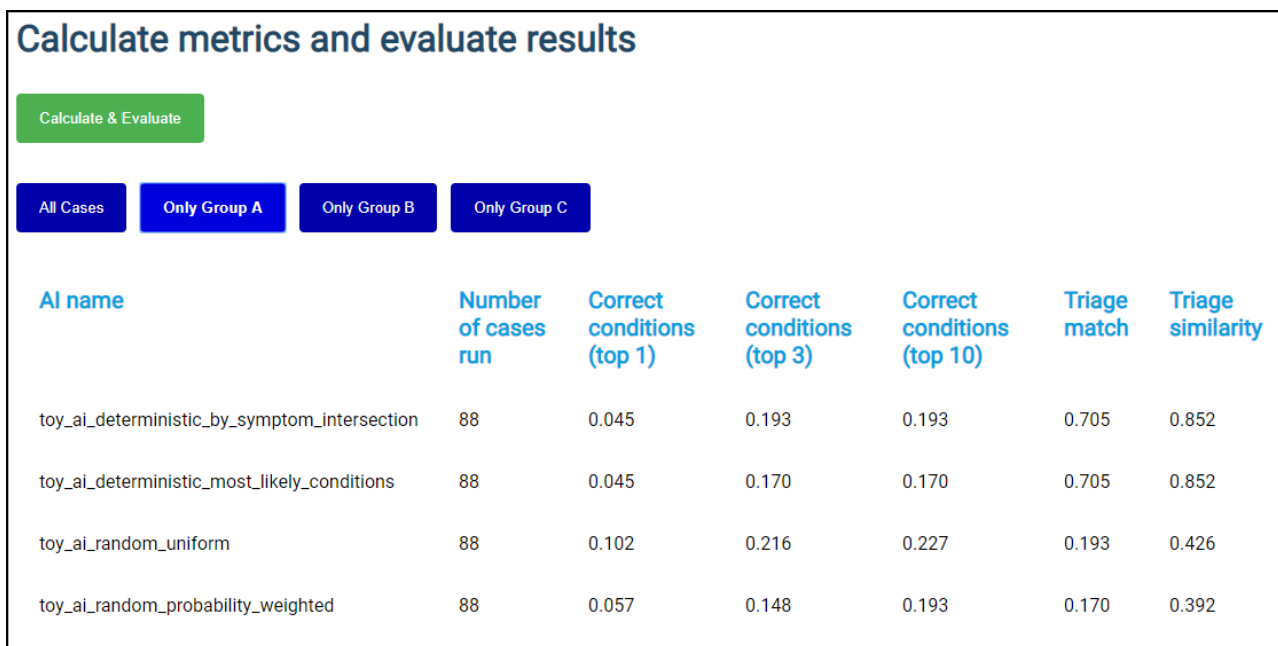 Calculate metrics and evaluate results
Calculate & Evaluate
All Cases Only Group A Only Group B Only Group C
AI name Number of cases run Correct conditions (top 1) Correct conditions (top 3) Correct conditions (top 10) Triage match Triage similarity
toy_ai_deterministic_by_symptom_intersection 88 0.045 0.193 0.193 0.705 0.852
toy_ai_deterministic_most_likely_conditions 88 0.045 0.170 0.170 0.705 0.852
toy_ai_random_uniform 88 0.102 0.216 0.227 0.193 0.426
toy_ai_random_probability_weighted 88 0.057 0.148 0.193 0.170 0.392